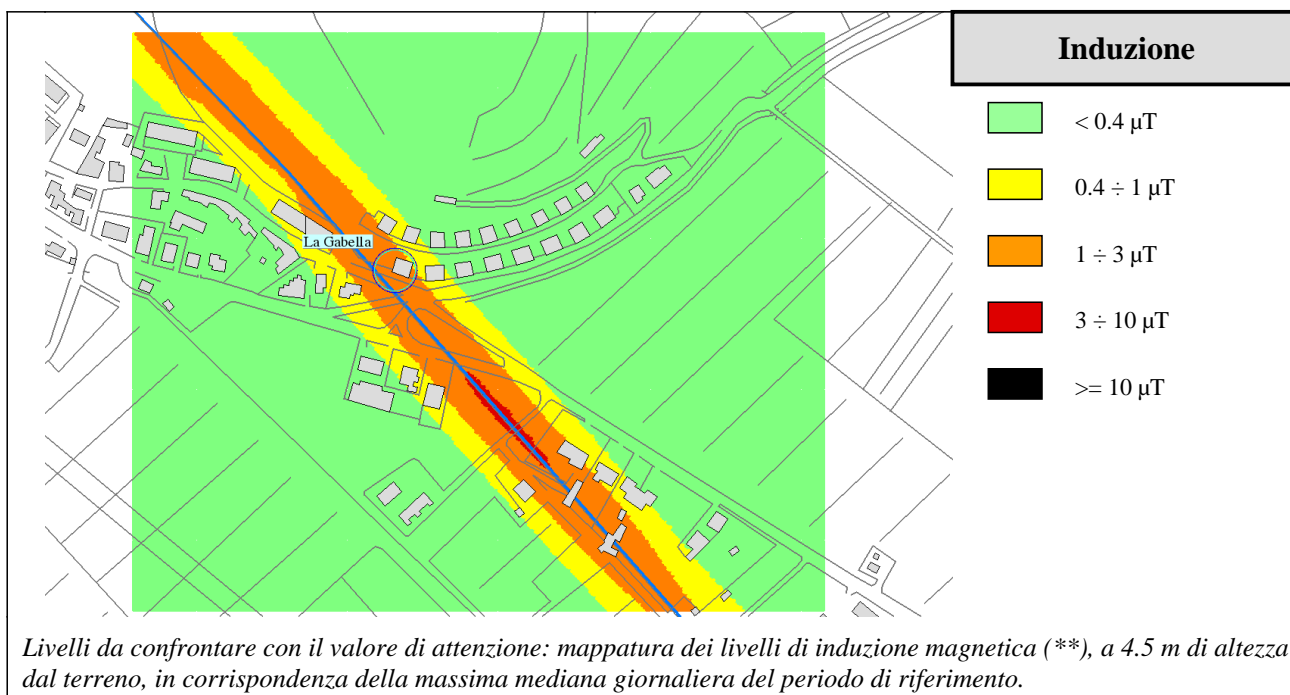 Induzione
< 0.4 µT
0.4 ÷ 1 µT
1 ÷ 3 µT
3 ÷ 10 µT
>= 10 µT
La Gabella
Livelli da confrontare con il valore di attenzione: mappatura dei livelli di induzione magnetica (**), a 4.5 m di altezza
dal terreno, in corrispondenza della massima mediana giornaliera del periodo di riferimento.